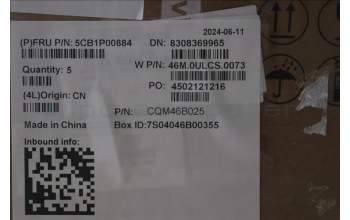 2024-06-11
(P)FRU P/N: 5CB1P00884 DN: 8308369965
Quantity: 5 W P/N: 46M.0ULCS.0073
(4L)Origin: CN PO: 4502121216
P/N: CQM46B025
Made in China Box ID:7S04046B00355
Inbound info: